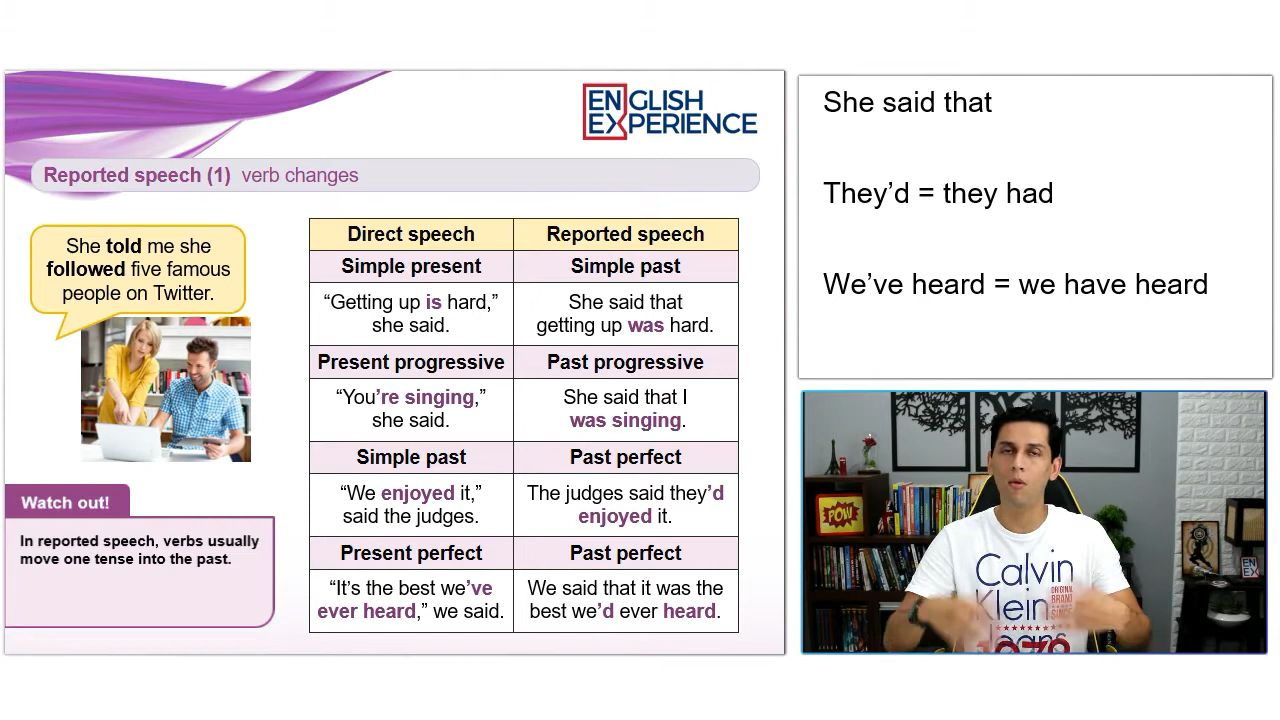 ENGLISH
EXPERIENCE
Reported speech (1) verb changes
She told me she
followed five famous
people on Twitter.
Watch out!
In reported speech, verbs usually
move one tense into the past.
Direct speech
Reported speech
Simple present
Simple past
“Getting up is hard,”
she said.
She said that
getting up was hard.
Present progressive
Past progressive
“You’re singing,”
she said.
She said that I
was singing.
Simple past
Past perfect
“We enjoyed it,”
said the judges.
The judges said they’d
enjoyed it.
Present perfect
Past perfect
“It’s the best we’ve
ever heard,” we said.
We said that it was the
best we’d ever heard.
She said that
They’d = they had
We’ve heard = we have heard
POW
Calvin
Klein
Jeans
ORIGINAL
BRAND
SINCE
EN
EX